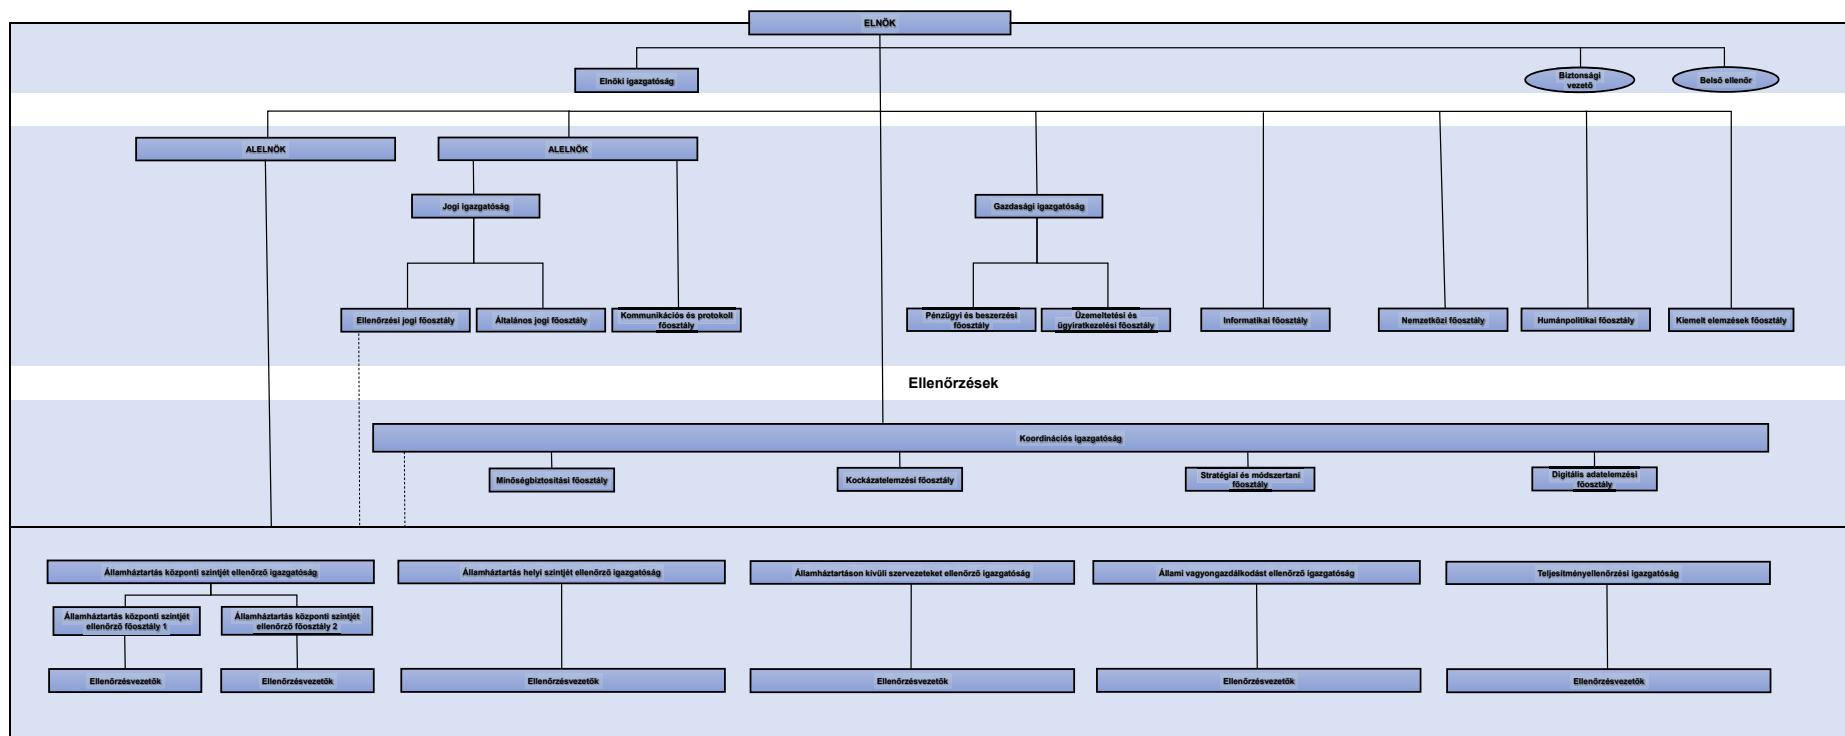 ELNÖK
Elnöki igazgatóság
Biztonsági
vezető
Belső ellenőr
ALELNÖK
ALELNÖK
Jogi igazgatóság
Gazdasági igazgatóság
Ellenőrzési jogi főosztály
Általános jogi főosztály
Kommunikációs és protokoll
főosztály
Pénzügyi és beszerzési
főosztály
Üzemeltetési és
ügyiratkezelési főosztály
Informatikai főosztály
Nemzetközi főosztály
Humánpolitikai főosztály
Kiemelt elemzések főosztály
Ellenőrzések
Koordinációs igazgatóság
Minőségbiztosítási főosztály
Kockázatelemzési főosztály
Stratégiai és módszertani
főosztály
Digitális adatelemzési
főosztály
Államháztartás központi szintjét ellenőrző igazgatóság
Államháztartás helyi szintjét ellenőrző igazgatóság
Államháztartáson kívüli szervezeteket ellenőrző igazgatóság
Állami vagyongazdálkodást ellenőrző igazgatóság
Teljesítményellenőrzési igazgatóság
Államháztartás központi szintjét
ellenőrző főosztály 1
Államháztartás központi szintjét
ellenőrző főosztály 2
Ellenőrzésvezetők
Ellenőrzésvezetők
Ellenőrzésvezetők
Ellenőrzésvezetők
Ellenőrzésvezetők
Ellenőrzésvezetők